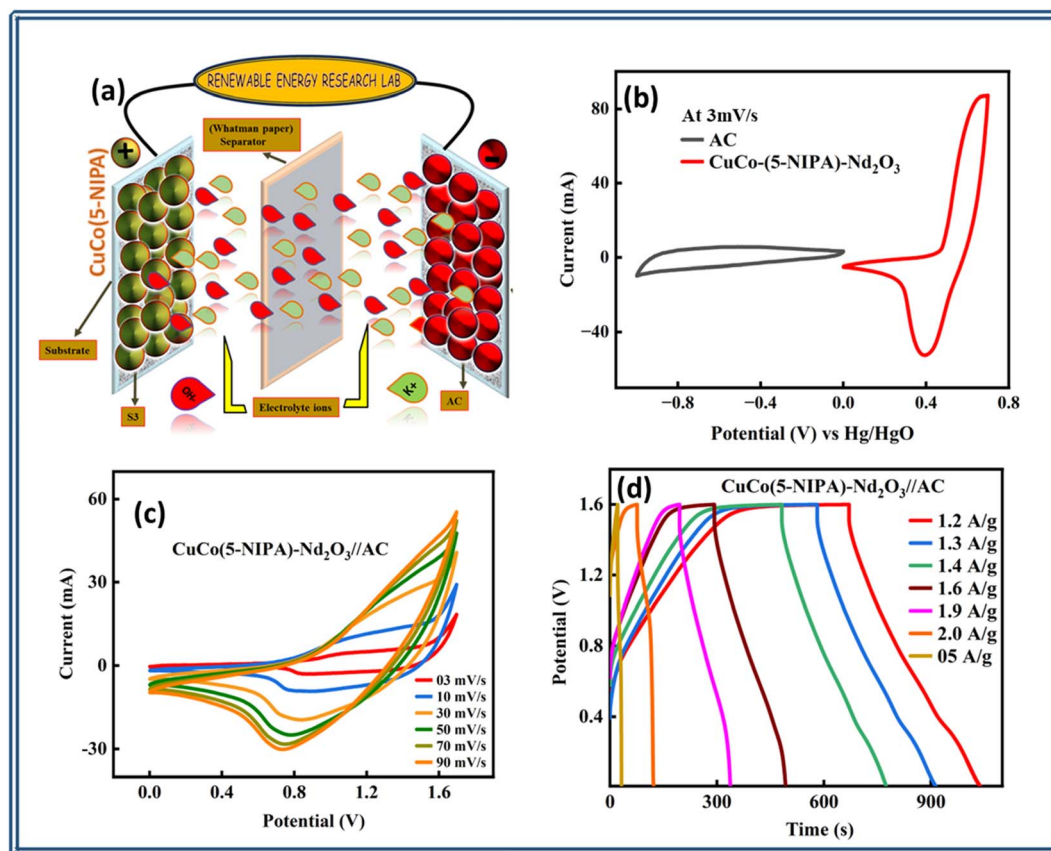 (a)
RENEWABLE ENERGY RESEARCH LAB
(Whatman paper)
Separator
+
-
CuCo(5-NIPA)
Substrate
S3
OH-
Electrolyte ions
K+
AC
(b)
At 3mV/s
AC
CuCo-(5-NIPA)-Nd₂O₃
80
40
0
−40
Current (mA)
−0.8
−0.4
0.0
0.4
0.8
Potential (V) vs Hg/HgO
(c)
CuCo(5-NIPA)-Nd₂O₃//AC
60
30
0
-30
Current (mA)
03 mV/s
10 mV/s
30 mV/s
50 mV/s
70 mV/s
90 mV/s
0.0
0.8
1.6
Potential (V)
(d)
CuCo(5-NIPA)-Nd₂O₃//AC
1.6
1.2
0.8
0.4
Potential (V)
1.2 A/g
1.3 A/g
1.4 A/g
1.6 A/g
1.9 A/g
2.0 A/g
05 A/g
0
300
600
900
Time (s)